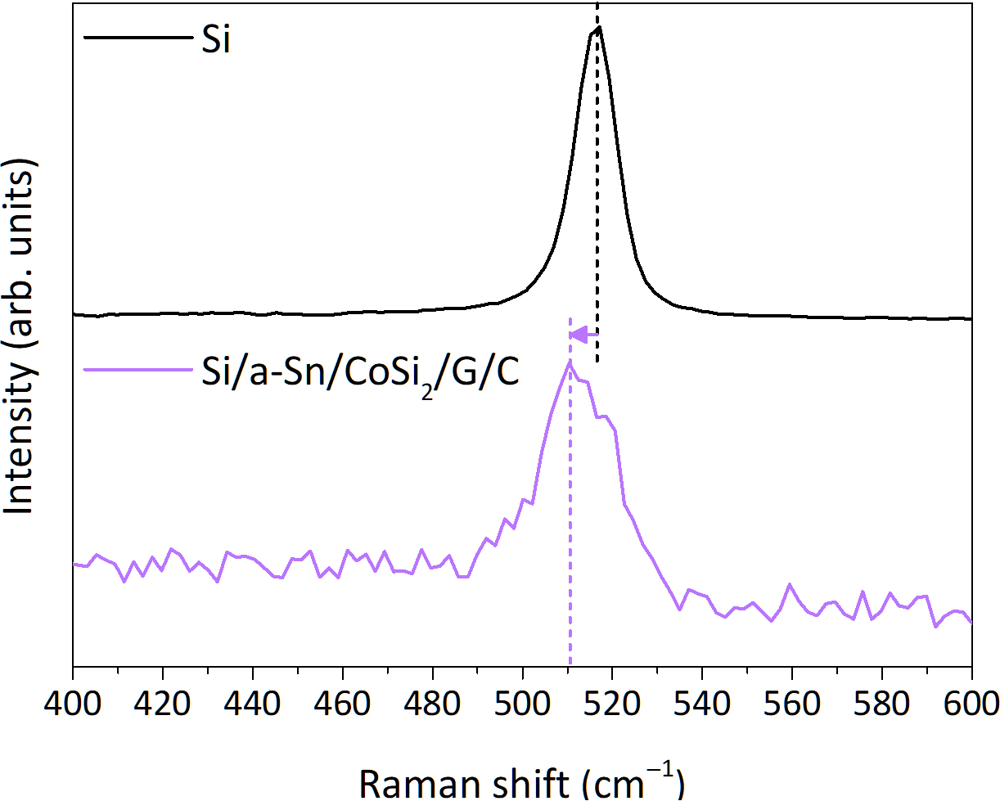 Si
Intensity (arb. units)
Si/a-Sn/CoSi₂/G/C
400 420 440 460 480 500 520 540 560 580 600
Raman shift (cm⁻¹)